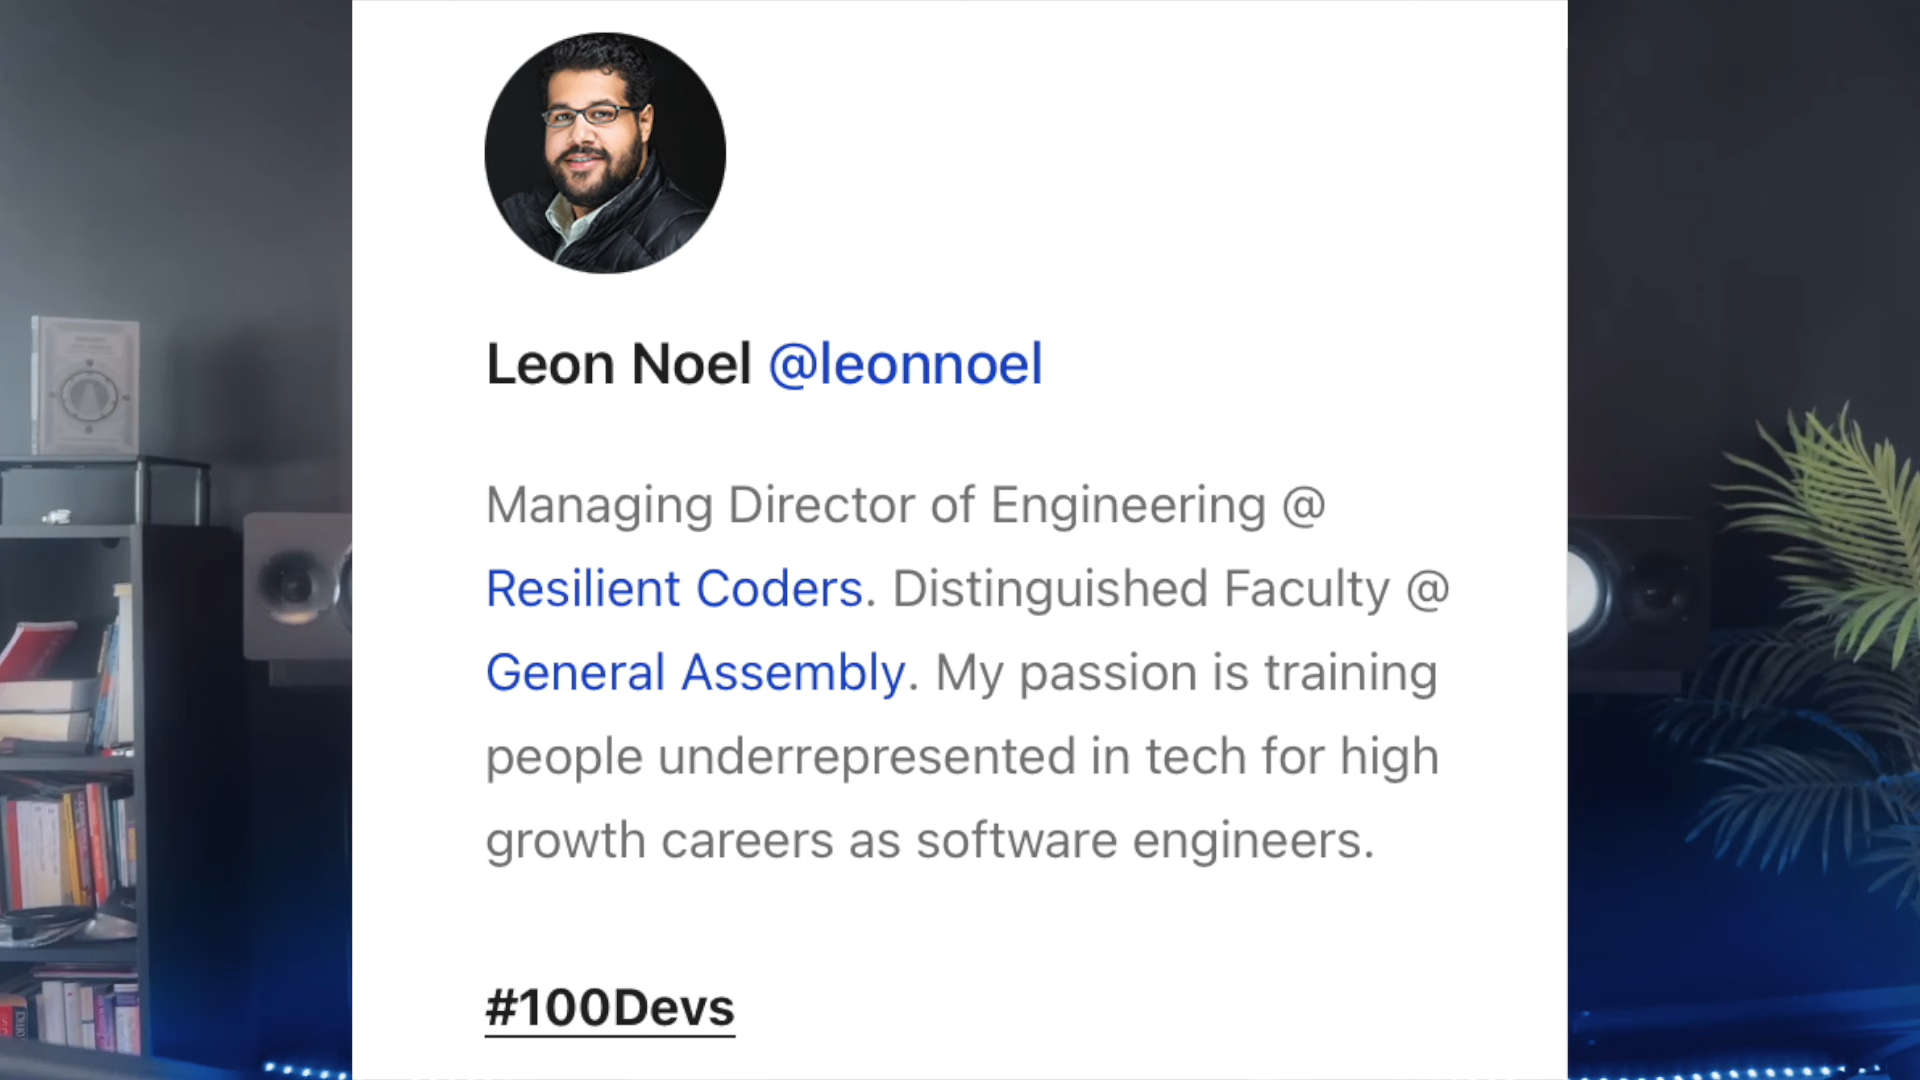 Leon Noel @leonnoel
Managing Director of Engineering @
Resilient Coders. Distinguished Faculty @
General Assembly. My passion is training
people underrepresented in tech for high
growth careers as software engineers.
#100Devs